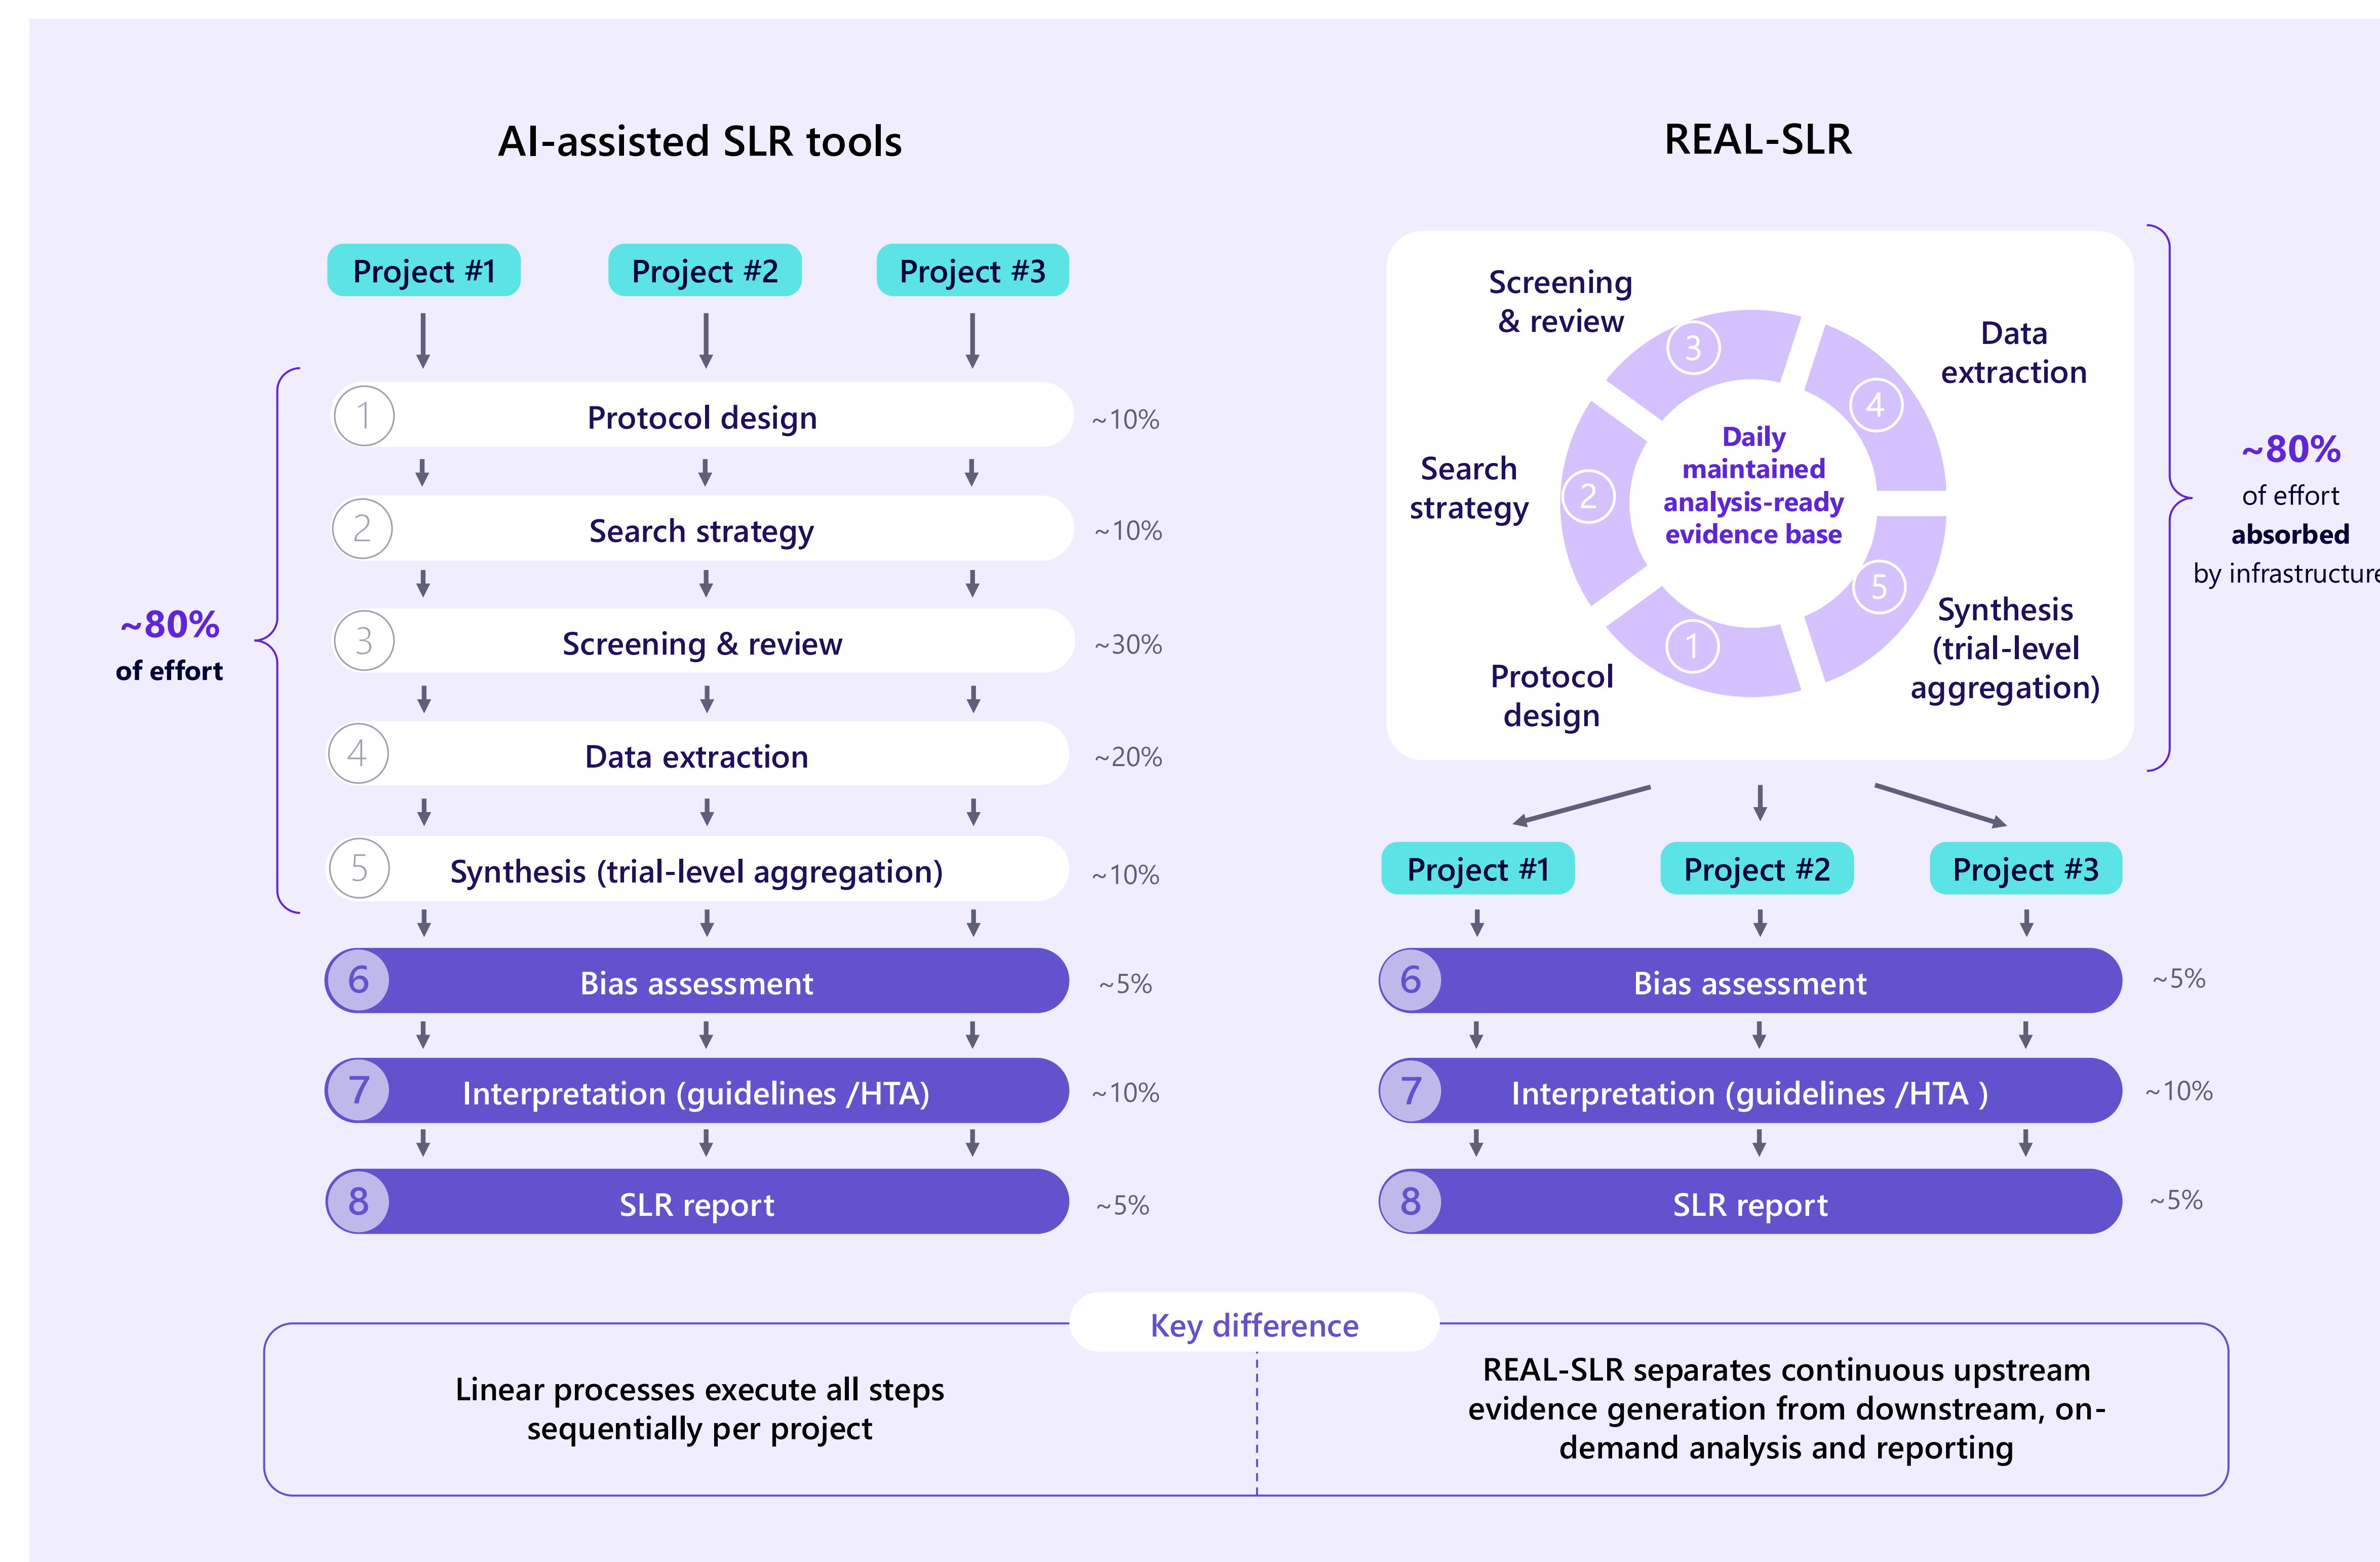 AI-assisted SLR tools
Project #1
Project #2
Project #3
1
Protocol design
~10%
2
Search strategy
~10%
3
Screening & review
~30%
4
Data extraction
~20%
5
Synthesis (trial-level aggregation)
~10%
~80%
of effort
6
Bias assessment
~5%
7
Interpretation (guidelines /HTA)
~10%
8
SLR report
~5%
REAL-SLR
Screening
& review
3
Data
extraction
4
Search
strategy
2
Daily
maintained
analysis-ready
evidence base
5
Synthesis
(trial-level
aggregation)
1
Protocol
design
~80%
of effort
absorbed
by infrastructure
Project #1
Project #2
Project #3
6
Bias assessment
~5%
7
Interpretation (guidelines /HTA )
~10%
8
SLR report
~5%
Key difference
Linear processes execute all steps
sequentially per project
REAL-SLR separates continuous upstream
evidence generation from downstream, on-
demand analysis and reporting